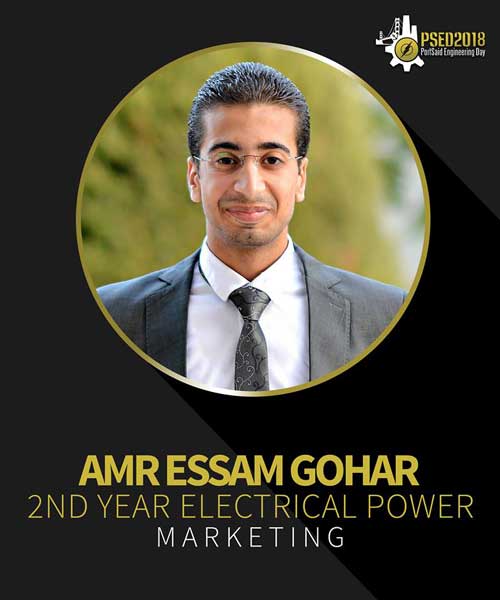 PSED2018
PortSaid Engineering Day
AMR ESSAM GOHAR
2ND YEAR ELECTRICAL POWER
MARKETING